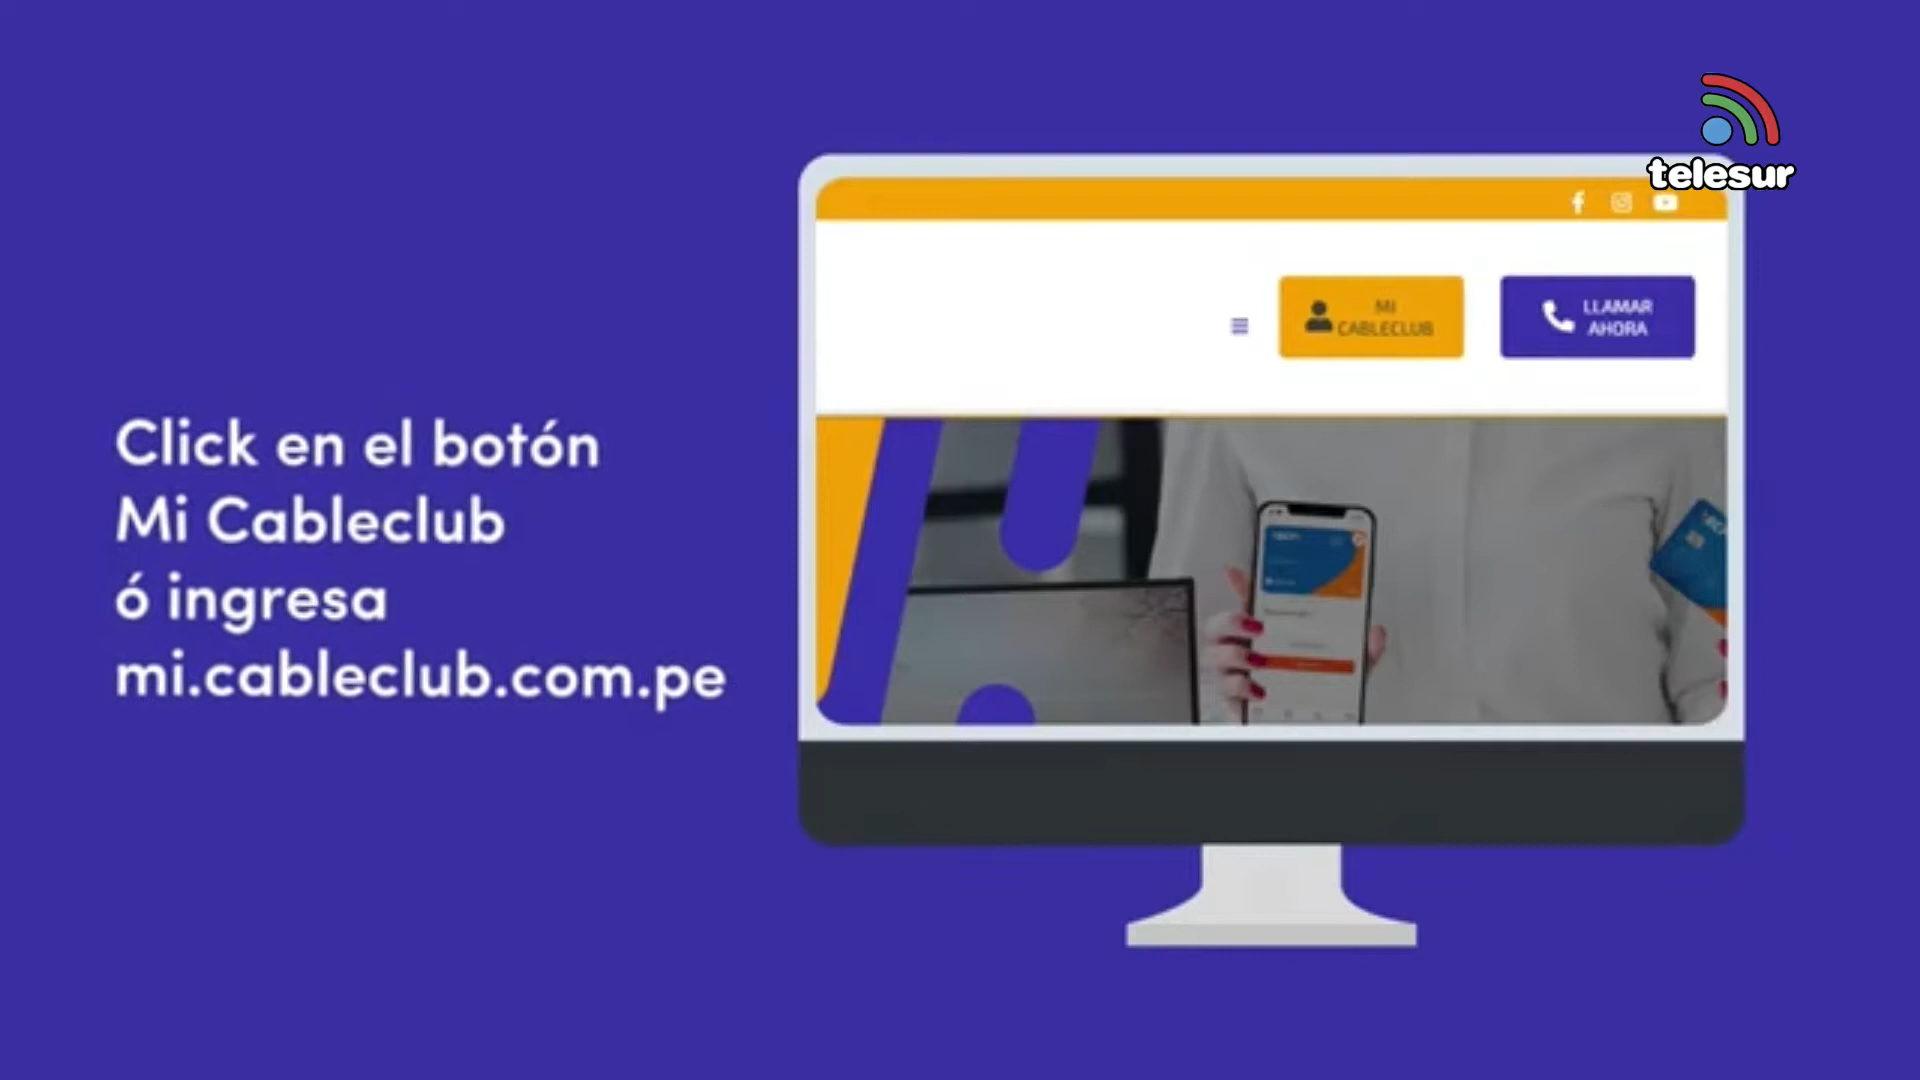 telesur
MI
CABLECLUB
LLAMAR
AHORA
Click en el botón
Mi Cableclub
ó ingresa
mi.cableclub.com.pe